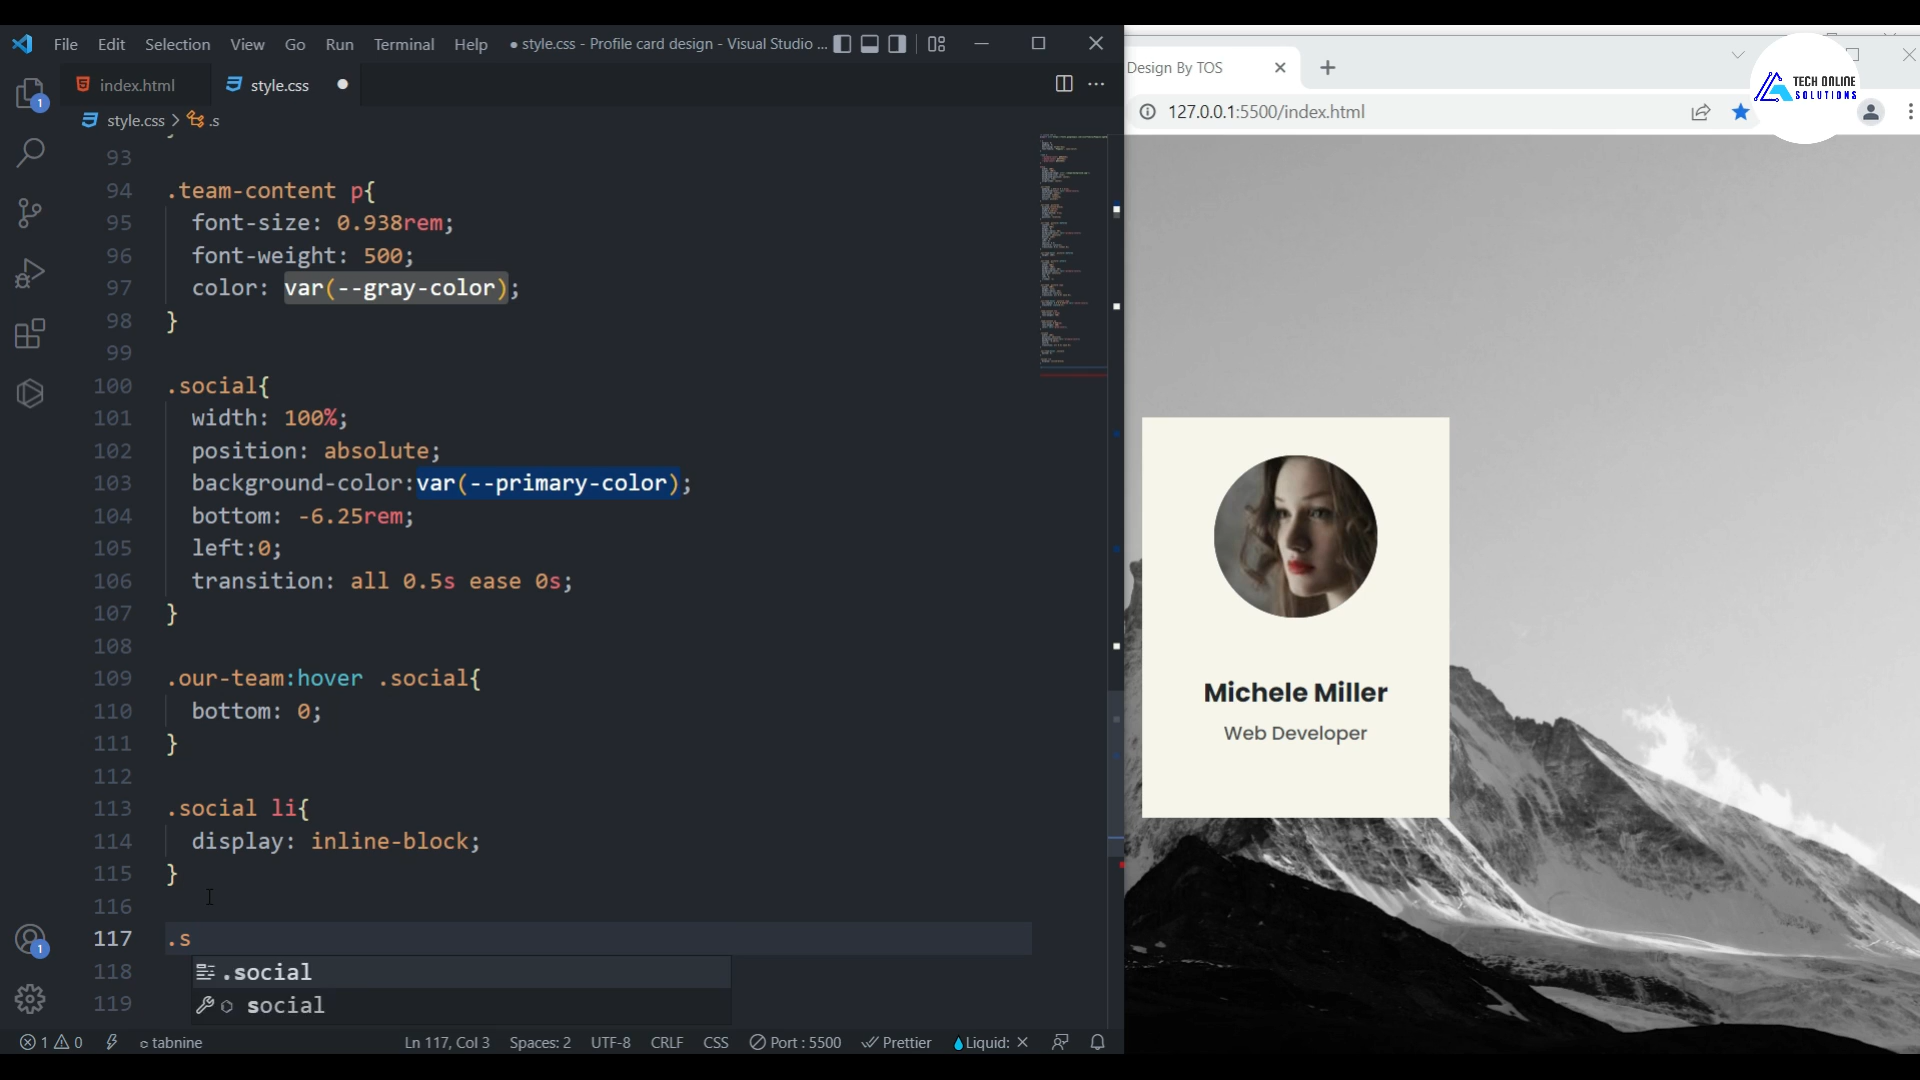 File Edit Selection View Go Run Terminal Help ● style.css - Profile card design - Visual Studio ...
Design By TOS
TECH ONLINE
SOLUTIONS
1
index.html
style.css
127.0.0.1:5500/index.html
style.css > .s
93
94 .team-content p{
95 font-size: 0.938rem;
96 font-weight: 500;
97 color: var(--gray-color);
98 }
99
100 .social{
101 width: 100%;
102 position: absolute;
103 background-color:var(--primary-color);
104 bottom: -6.25rem;
105 left:0;
106 transition: all 0.5s ease 0s;
107 }
108
109 .our-team:hover .social{
110 bottom: 0;
111 }
112
113 .social li{
114 display: inline-block;
115 }
116
117 .s
118 .social
119 social
1
Michele Miller
Web Developer
1 0 tabnine Ln 117, Col 3 Spaces: 2 UTF-8 CRLF CSS Port : 5500 Prettier Liquid: ×